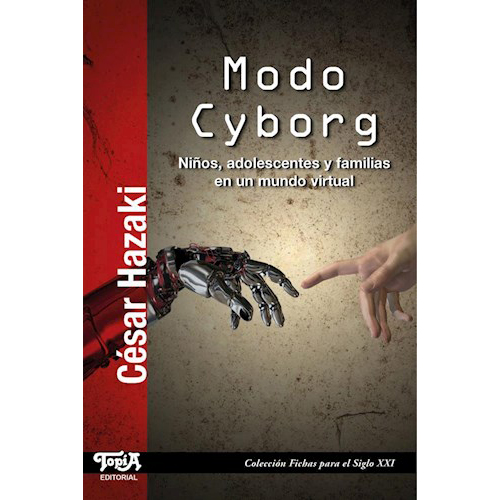 Modo
Cyborg
Niños, adolescentes y familias
en un mundo virtual
César Hazaki
Topía
EDITORIAL
Colección Fichas para el Siglo XXI